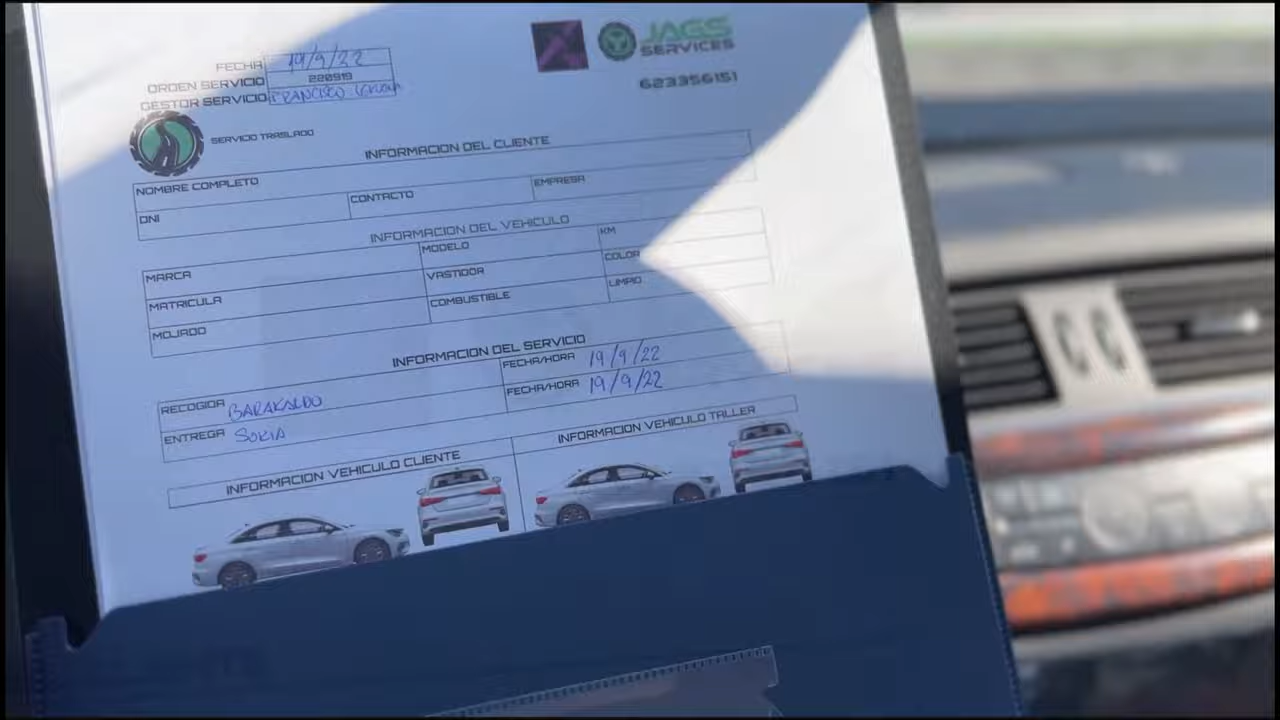 JAGS
SERVICES
623356151
FECHA 19/9/22
ORDEN SERVICIO 220919
GESTOR SERVICIO FRANCISCO
SERVICIO TRASLADO
INFORMACION DEL CLIENTE
NOMBRE COMPLETO
DNI CONTACTO EMPRESA
INFORMACION DEL VEHICULO
MARCA MODELO KM
MATRICULA VASTIDOR COLOR
MOJADO COMBUSTIBLE LIMPIO
INFORMACION DEL SERVICIO
RECOGIDA BARAKALDO FECHA/HORA 19/9/22
ENTREGA SORIA FECHA/HORA 19/9/22
INFORMACION VEHICULO CLIENTE INFORMACION VEHICULO TALLER